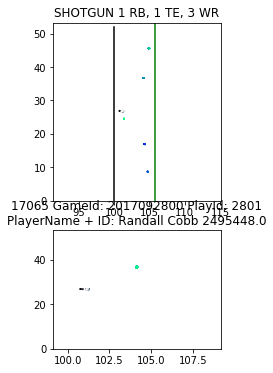 SHOTGUN 1 RB, 1 TE, 3 WR
50
40
30
20
10
0
95 100 105 110 115
17065 GameId: 2017092800 PlayId: 2801
PlayerName + ID: Randall Cobb 2495448.0
40
20
0
100.0 102.5 105.0 107.5